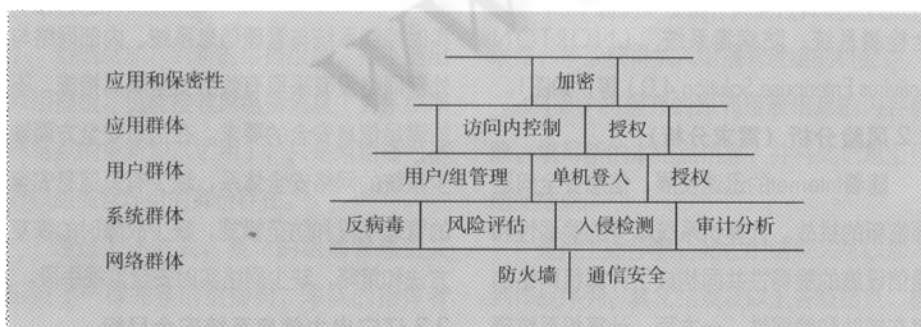 应用和保密性 加密
应用群体 访问内控制 授权
用户群体 用户/组管理 单机登入 授权
系统群体 反病毒 风险评估 入侵检测 审计分析
网络群体 防火墙 通信安全